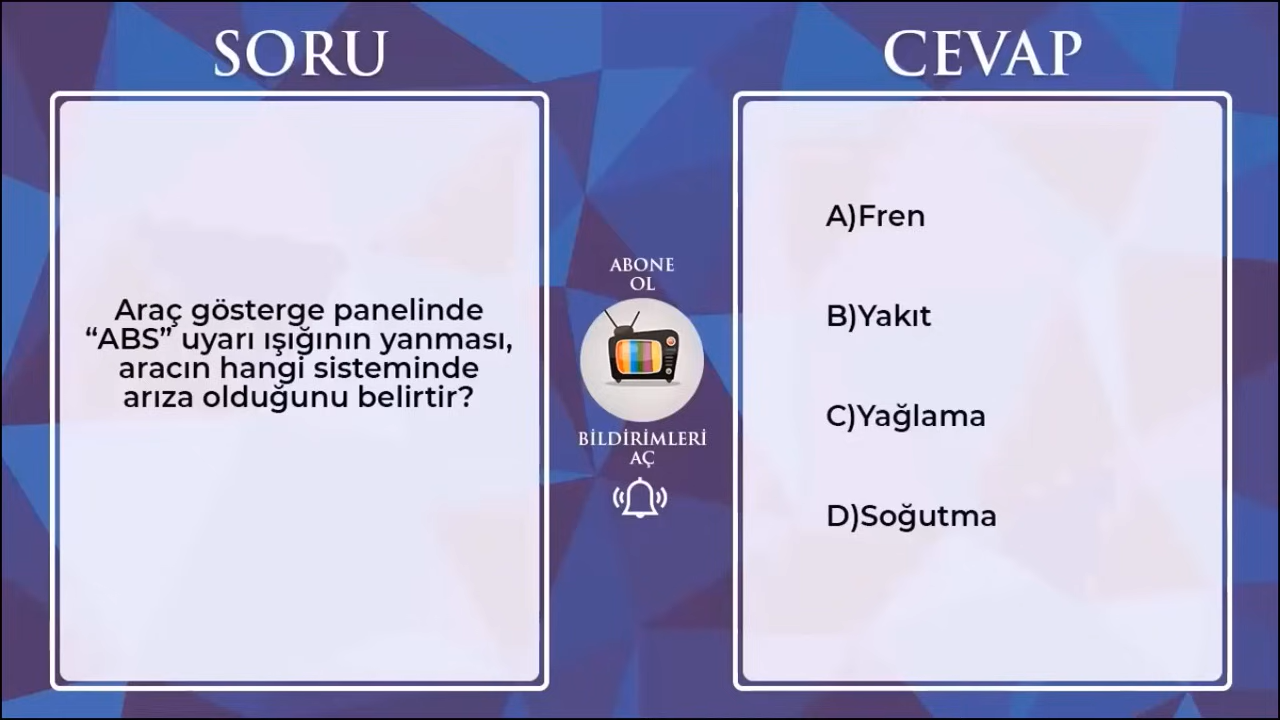 SORU
Araç gösterge panelinde
“ABS” uyarı ışığının yanması,
aracın hangi sisteminde
arıza olduğunu belirtir?
ABONE
OL
BİLDİRİMLERİ
AÇ
CEVAP
A)Fren
B)Yakıt
C)Yağlama
D)Soğutma